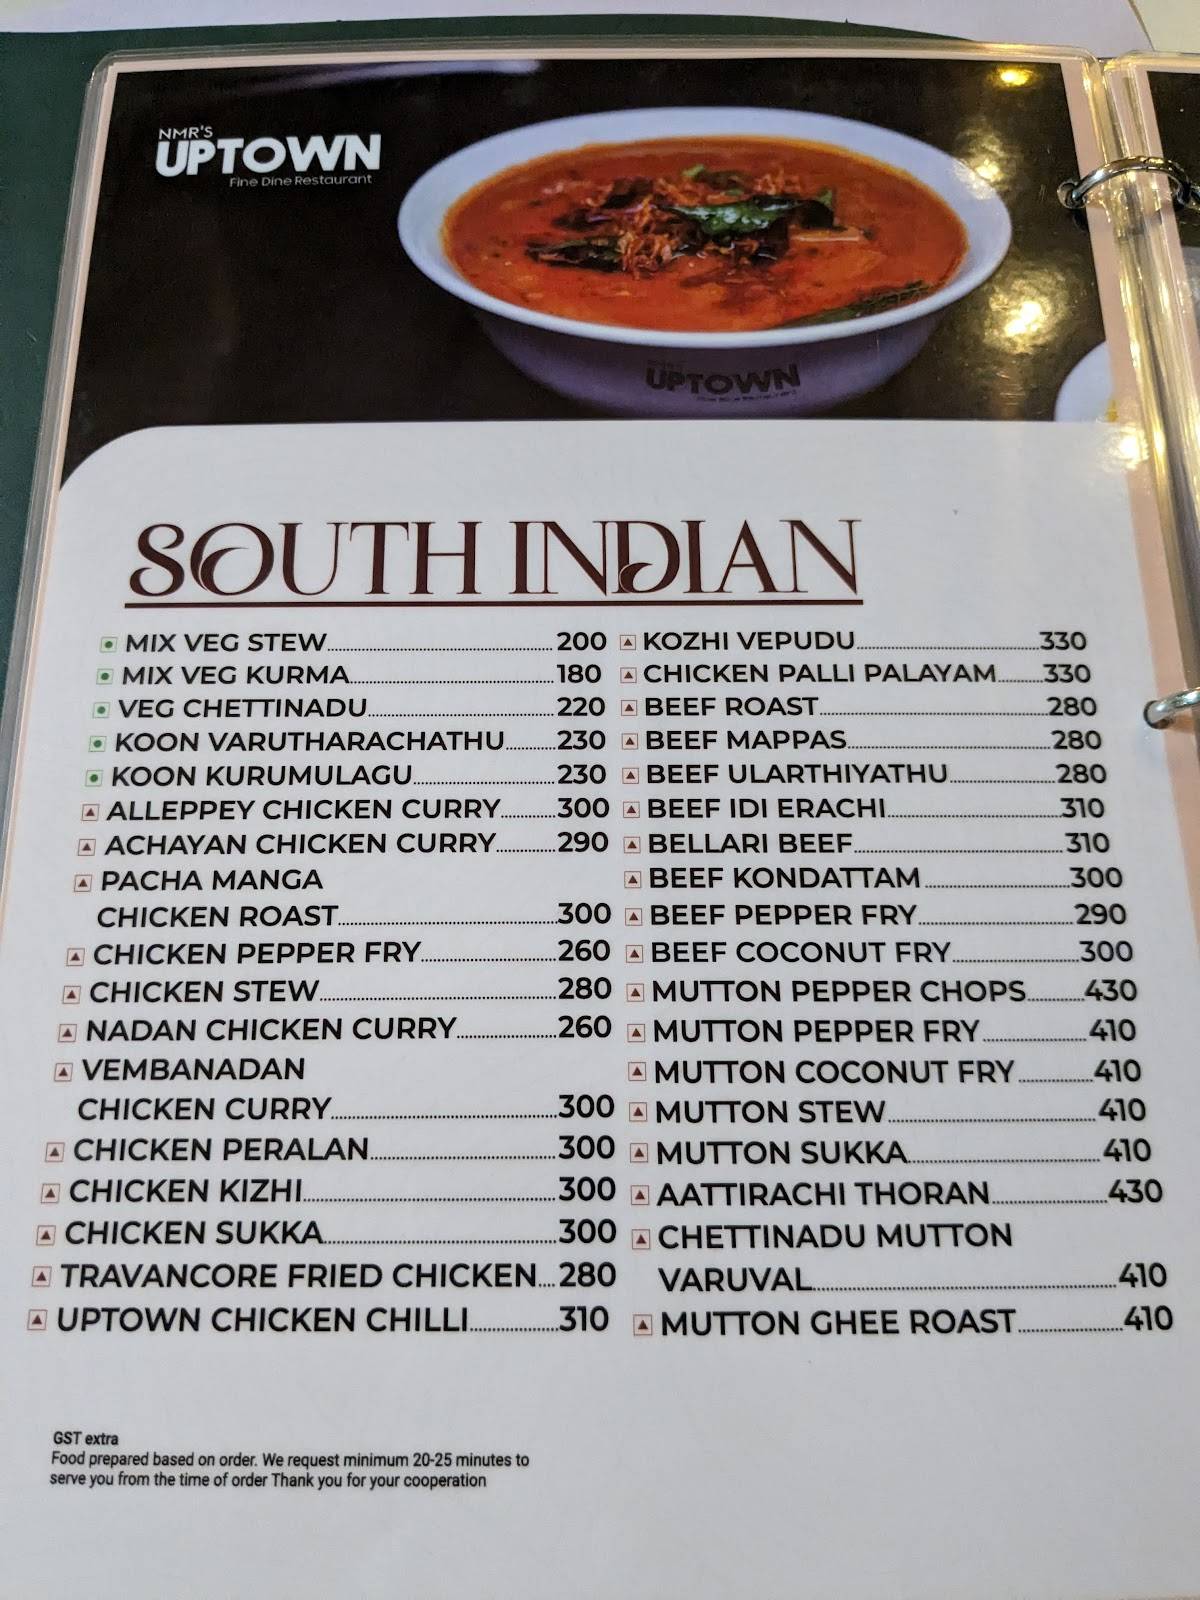 NMR'S
UPTOWN
Fine Dine Restaurant
UPTOWN
SOUTH INDIAN
MIX VEG STEW 200
MIX VEG KURMA 180
VEG CHETTINADU 220
KOON VARUTHARACHATHU 230
KOON KURUMULAGU 230
ALLEPPEY CHICKEN CURRY 300
ACHAYAN CHICKEN CURRY 290
PACHA MANGA
CHICKEN ROAST 300
CHICKEN PEPPER FRY 260
CHICKEN STEW 280
NADAN CHICKEN CURRY 260
VEMBANADAN
CHICKEN CURRY 300
CHICKEN PERALAN 300
CHICKEN KIZHI 300
CHICKEN SUKKA 300
TRAVANCORE FRIED CHICKEN 280
UPTOWN CHICKEN CHILLI 310
KOZHI VEPUDU 330
CHICKEN PALLI PALAYAM 330
BEEF ROAST 280
BEEF MAPPAS 280
BEEF ULARTHIYATHU 280
BEEF IDI ERACHI 310
BELLARI BEEF 310
BEEF KONDATTAM 300
BEEF PEPPER FRY 290
BEEF COCONUT FRY 300
MUTTON PEPPER CHOPS 430
MUTTON PEPPER FRY 410
MUTTON COCONUT FRY 410
MUTTON STEW 410
MUTTON SUKKA 410
AATTIRACHI THORAN 430
CHETTINADU MUTTON
VARUVAL 410
MUTTON GHEE ROAST 410
GST extra
Food prepared based on order. We request minimum 20-25 minutes to
serve you from the time of order Thank you for your cooperation